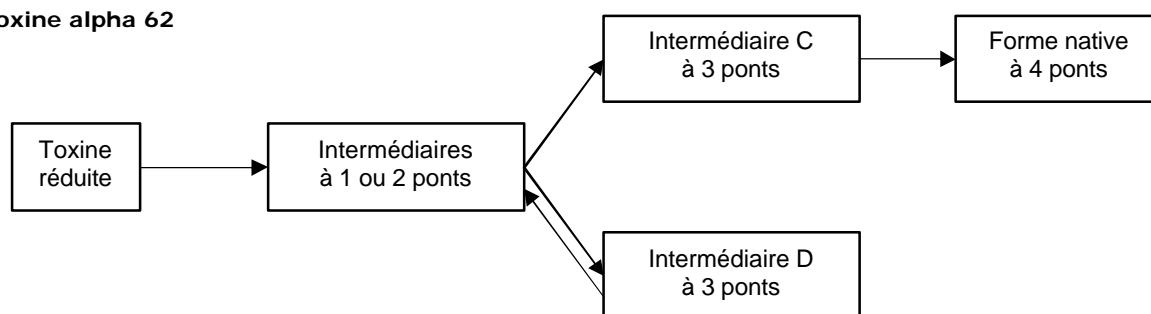 oxine alpha 62
Intermédiaire C
à 3 ponts
Forme native
à 4 ponts
Toxine
réduite
Intermédiaires
à 1 ou 2 ponts
Intermédiaire D
à 3 ponts